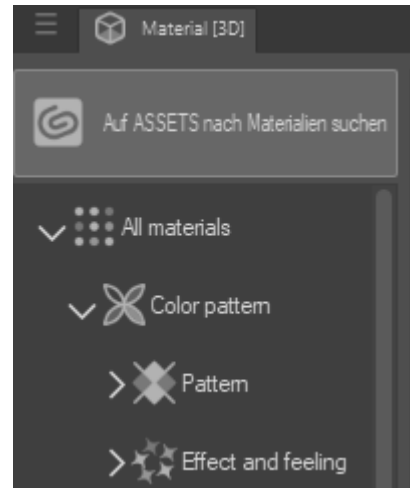 Material [3D]
Auf ASSETS nach Materialien suchen
All materials
Color pattern
Pattern
Effect and feeling